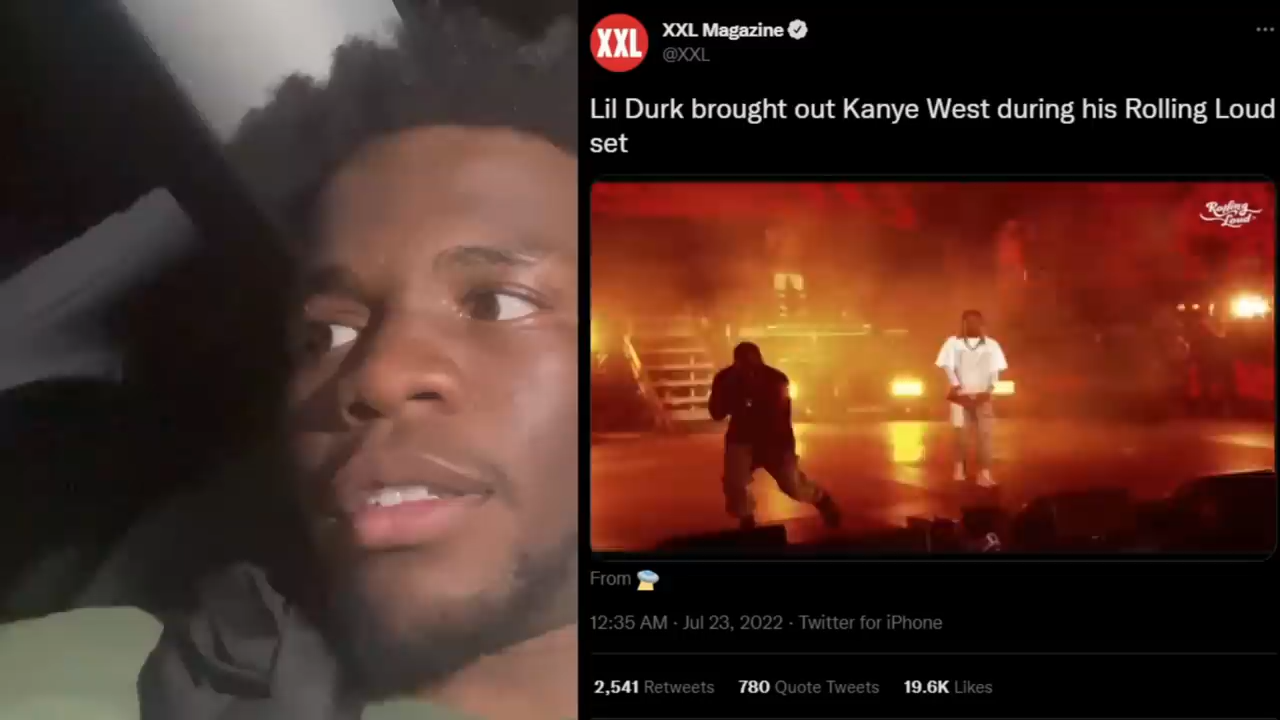 XXL
XXL Magazine
@XXL
Lil Durk brought out Kanye West during his Rolling Loud
set
Rolling
Loud
From
12:35 AM · Jul 23, 2022 · Twitter for iPhone
2,541 Retweets 780 Quote Tweets 19.6K Likes